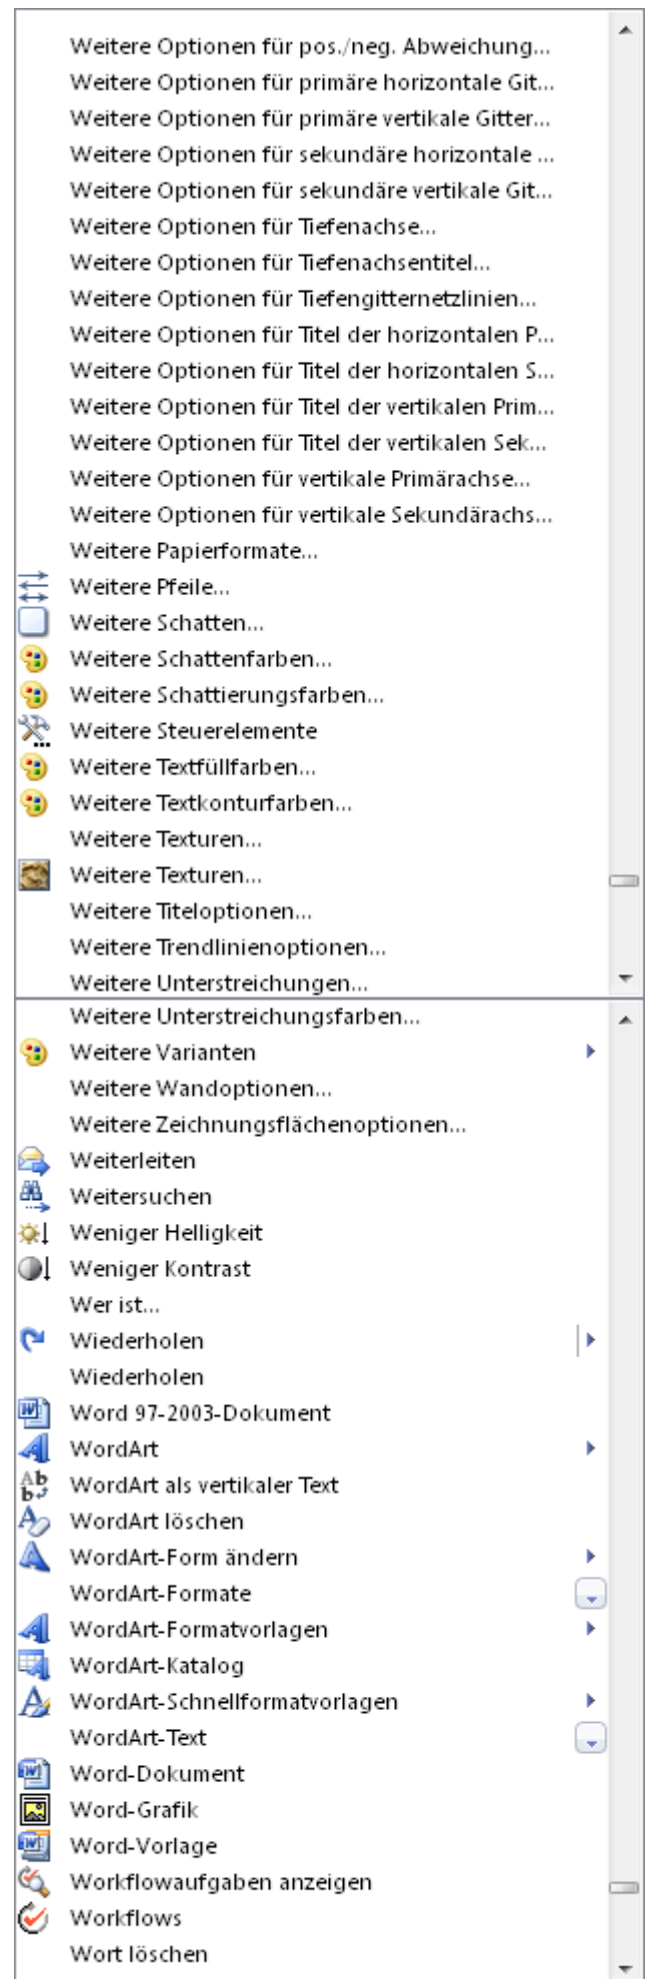 Weitere Optionen für pos./neg. Abweichung...
Weitere Optionen für primäre horizontale Git...
Weitere Optionen für primäre vertikale Gitter...
Weitere Optionen für sekundäre horizontale ...
Weitere Optionen für sekundäre vertikale Git...
Weitere Optionen für Tiefenachse...
Weitere Optionen für Tiefenachsentitel...
Weitere Optionen für Tiefengitternetzlinien...
Weitere Optionen für Titel der horizontalen P...
Weitere Optionen für Titel der horizontalen S...
Weitere Optionen für Titel der vertikalen Prim...
Weitere Optionen für Titel der vertikalen Sek...
Weitere Optionen für vertikale Primärachse...
Weitere Optionen für vertikale Sekundärachs...
Weitere Papierformate...
Weitere Pfeile...
Weitere Schatten...
Weitere Schattenfarben...
Weitere Schattierungsfarben...
Weitere Steuerelemente
Weitere Textfüllfarben...
Weitere Textkonturfarben...
Weitere Texturen...
Weitere Texturen...
Weitere Titeloptionen...
Weitere Trendlinienoptionen...
Weitere Unterstreichungen...
Weitere Unterstreichungsfarben...
Weitere Varianten
Weitere Wandoptionen...
Weitere Zeichnungsflächenoptionen...
Weiterleiten
Weitersuchen
Weniger Helligkeit
Weniger Kontrast
Wer ist...
Wiederholen
Wiederholen
Word 97-2003-Dokument
WordArt
WordArt als vertikaler Text
WordArt löschen
WordArt-Form ändern
WordArt-Formate
WordArt-Formatvorlagen
WordArt-Katalog
WordArt-Schnellformatvorlagen
WordArt-Text
Word-Dokument
Word-Grafik
Word-Vorlage
Workflowaufgaben anzeigen
Workflows
Wort löschen